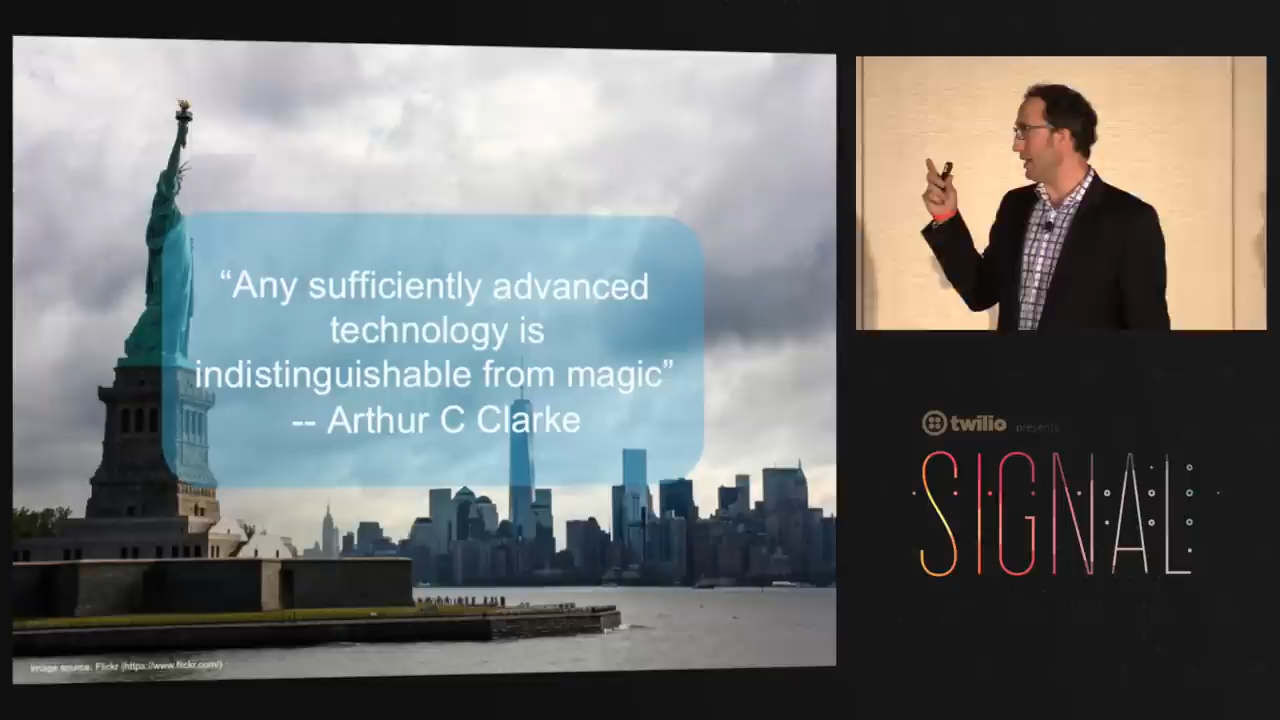 “Any sufficiently advanced
technology is
indistinguishable from magic”
-- Arthur C Clarke
Image source: Flickr (https://www.flickr.com/)
twilio presents
SIGNAL